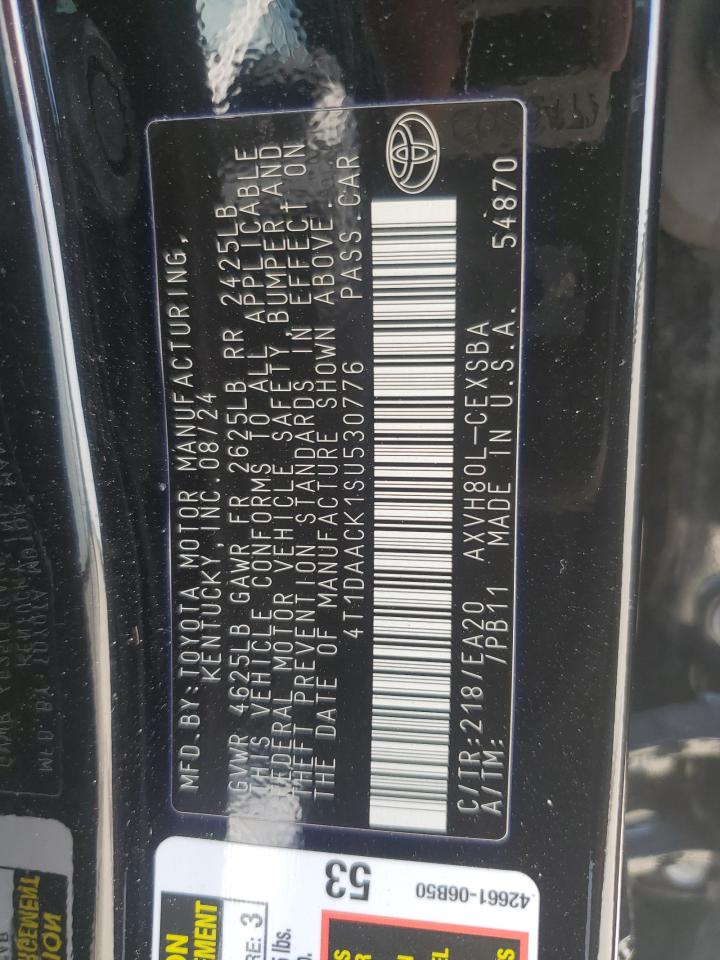 MFD.BY:TOYOTA MOTOR MANUFACTURING,
KENTUCKY, INC.08/24
GVWR 4625LB GAWR FR 2625LB RR 2425LB
THIS VEHICLE CONFORMS TO ALL APPLICABLE
FEDERAL MOTOR VEHICLE SAFETY, BUMPER AND
THEFT PREVENTION STANDARDS IN EFFECT ON
THE DATE OF MANUFACTURE SHOWN ABOVE.
4T1DAACK1SU530776 PASS.CAR
C/TR:218/EA20 AXVH80L-CEXSBA
A/TM: /PB11 MADE IN U.S.A. 54870
53
42661-06B50